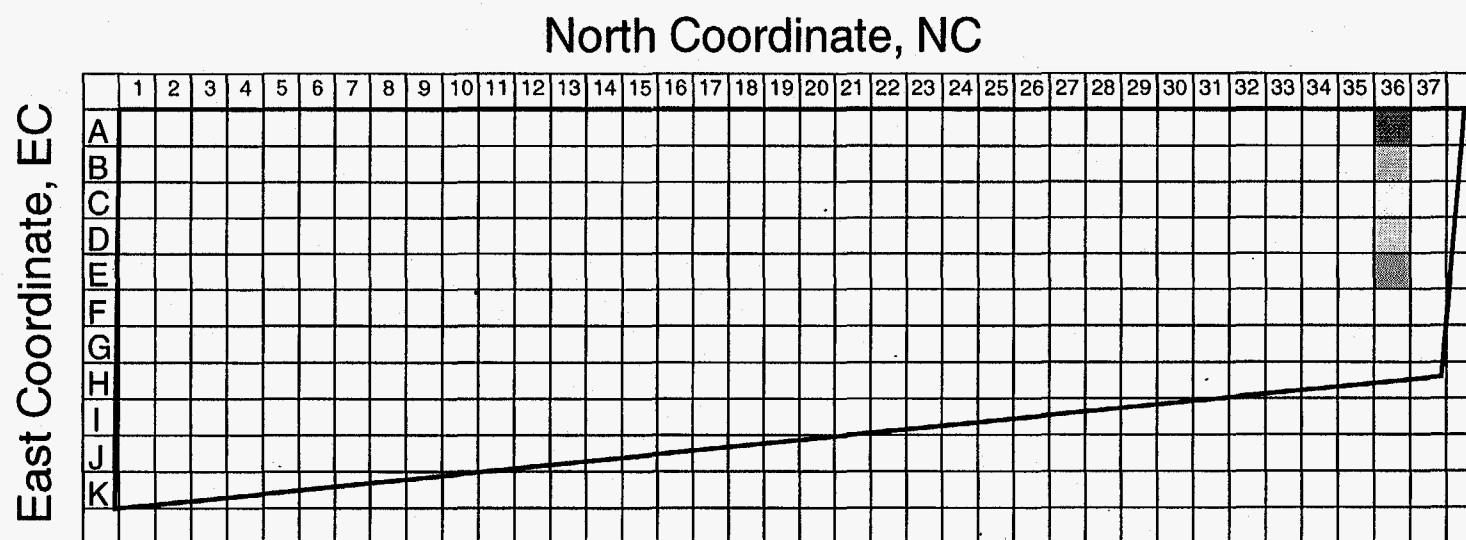 North Coordinate, NC
1 2 3 4 5 6 7 8 9 10 11 12 13 14 15 16 17 18 19 20 21 22 23 24 25 26 27 28 29 30 31 32 33 34 35 36 37
East Coordinate, EC
A
B
C
D
E
F
G
H
I
J
K